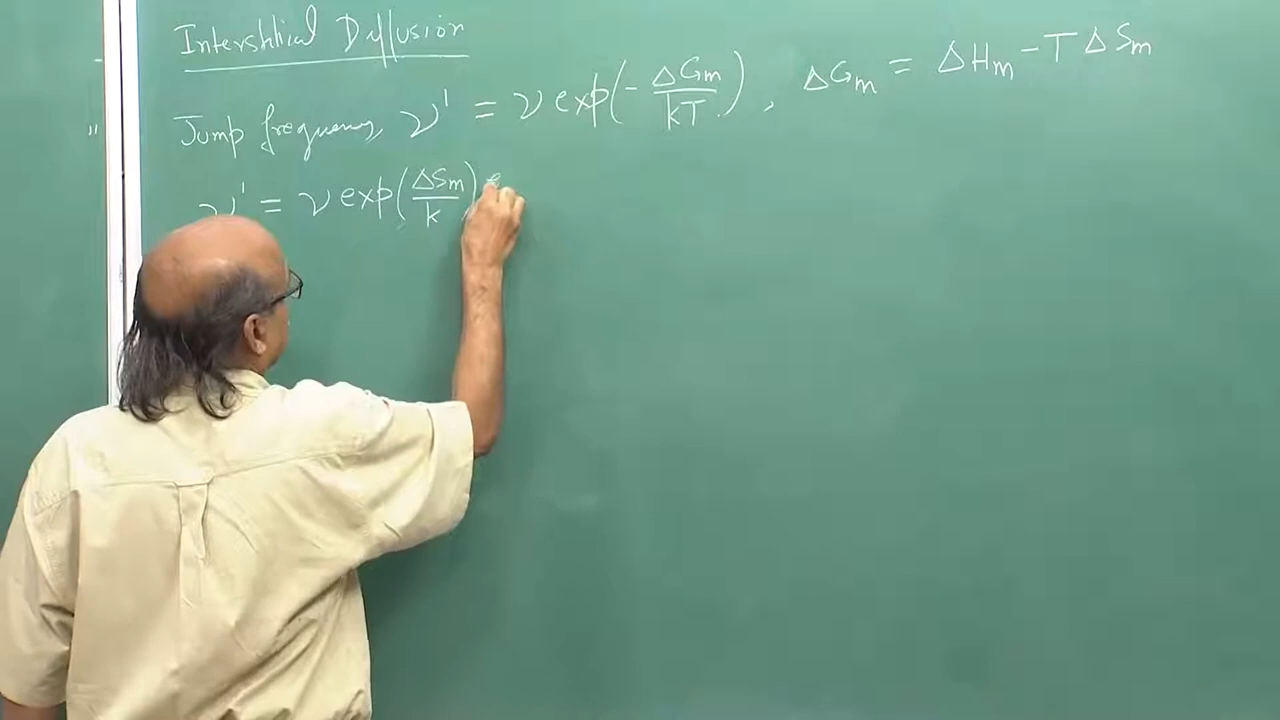 Interstitial Diffusion
Jump frequency, ν' = ν exp(-ΔGm/kT), ΔGm = ΔHm - TΔSm
ν' = ν exp(ΔSm/k) e